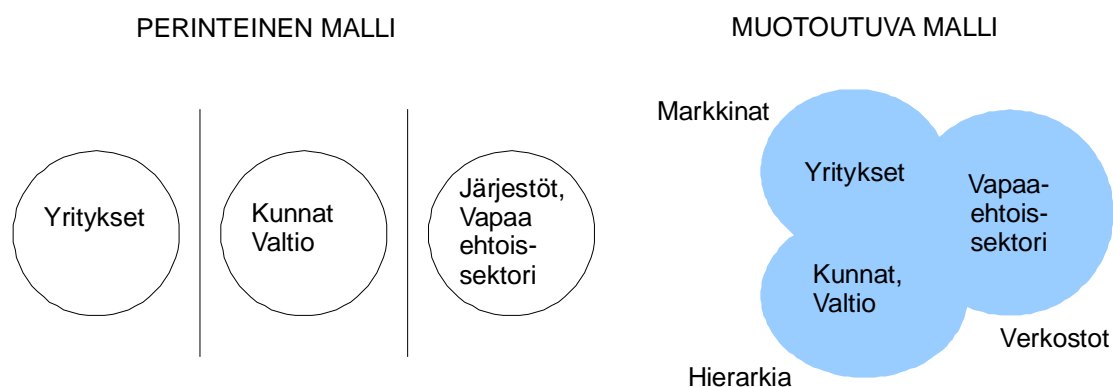 PERINTEINEN MALLI
Yritykset
Kunnat
Valtio
Järjestöt,
Vapaa
ehtois-
sektori
MUOTOUTUVA MALLI
Markkinat
Yritykset
Vapaa-
ehtois-
sektori
Kunnat,
Valtio
Verkostot
Hierarkia